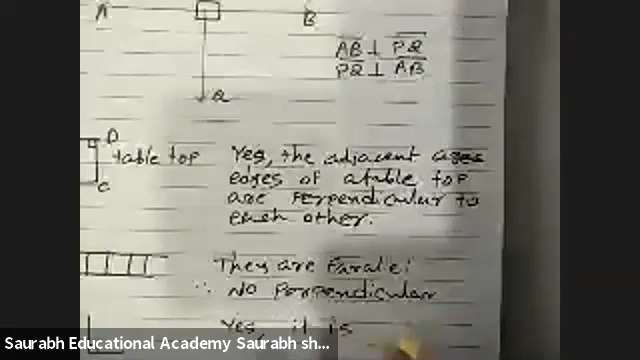 A B
AB ⊥ PQ
PQ ⊥ AB
Q
D
table top Yes, the adjacent
C edges of a table top
are perpendicular to
each other.
They are Parallel
∴ No Perpendicular
Yes, it is
Saurabh Educational Academy Saurabh sh...